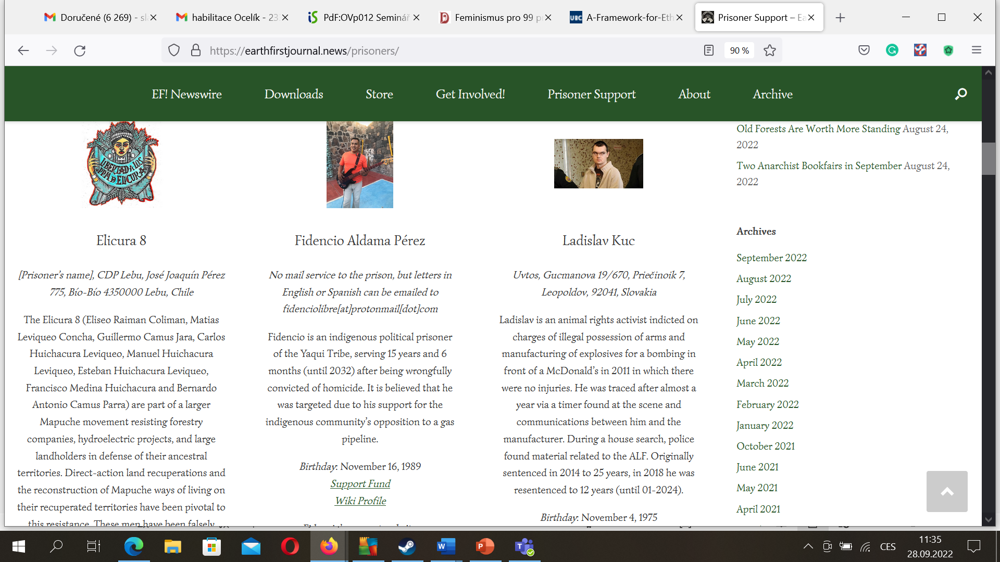 Doručené (6 269) - sl
habilitace Ocelík - 23
PdF:OVp012 Seminář
Feminismus pro 99 p
UBC
A-Framework-for-Eth
Prisoner Support – Ea
https://earthfirstjournal.news/prisoners/
90 %
EF! Newswire
Downloads
Store
Get Involved!
Prisoner Support
About
Archive
LIBERTAD A LOS
PPM DE ELICURA
Old Forests Are Worth More Standing August 24,
2022
Two Anarchist Bookfairs in September August 24,
2022
Elicura 8
[Prisoner’s name], CDP Lebu, José Joaquín Pérez
775, Bío-Bío 4350000 Lebu, Chile
The Elicura 8 (Eliseo Raiman Coliman, Matias
Leviqueo Concha, Guillermo Camus Jara, Carlos
Huichacura Leviqueo, Manuel Huichacura
Leviqueo, Esteban Huichacura Leviqueo,
Francisco Medina Huichacura and Bernardo
Antonio Camus Parra) are part of a larger
Mapuche movement resisting forestry
companies, hydroelectric projects, and large
landholders in defense of their ancestral
territories. Direct-action land recuperations and
the reconstruction of Mapuche ways of living on
their recuperated territories have been pivotal to
this resistance. These men have been falsely
Fidencio Aldama Pérez
No mail service to the prison, but letters in
English or Spanish can be emailed to
fidenciolibre[at]protonmail[dot]com
Fidencio is an indigenous political prisoner
of the Yaqui Tribe, serving 15 years and 6
months (until 2032) after being wrongfully
convicted of homicide. It is believed that he
was targeted due to his support for the
indigenous community’s opposition to a gas
pipeline.
Birthday: November 16, 1989
Support Fund
Wiki Profile
Ladislav Kuc
Uvtos, Gucmanova 19/670, Priečinoik 7,
Leopoldov, 92041, Slovakia
Ladislav is an animal rights activist indicted on
charges of illegal possession of arms and
manufacturing of explosives for a bombing in
front of a McDonald’s in 2011 in which there
were no injuries. He was traced after almost a
year via a timer found at the scene and
communications between him and the
manufacturer. During a house search, police
found material related to the ALF. Originally
sentenced in 2014 to 25 years, in 2018 he was
resentenced to 12 years (until 01-2024).
Birthday: November 4, 1975
Archives
September 2022
August 2022
July 2022
June 2022
May 2022
April 2022
March 2022
February 2022
January 2022
October 2021
June 2021
May 2021
April 2021
CES
11:35
28.09.2022